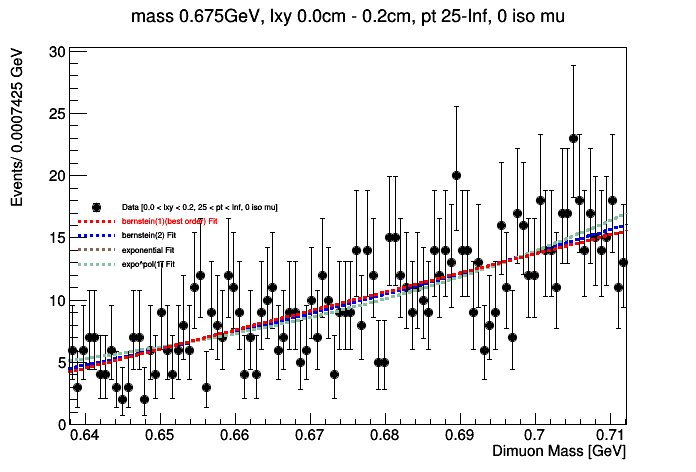 mass 0.675GeV, lxy 0.0cm - 0.2cm, pt 25-Inf, 0 iso mu
Events/ 0.0007425 GeV
30
25
20
15
10
5
0
Data [0.0 < lxy < 0.2, 25 < pt < Inf, 0 iso mu]
bernstein(1)(best order) Fit
bernstein(2) Fit
exponential Fit
expo*pol(1) Fit
0.64 0.65 0.66 0.67 0.68 0.69 0.7 0.71
Dimuon Mass [GeV]